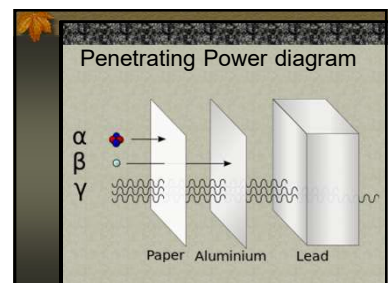 Penetrating Power diagram
α
β
γ
Paper Aluminium Lead